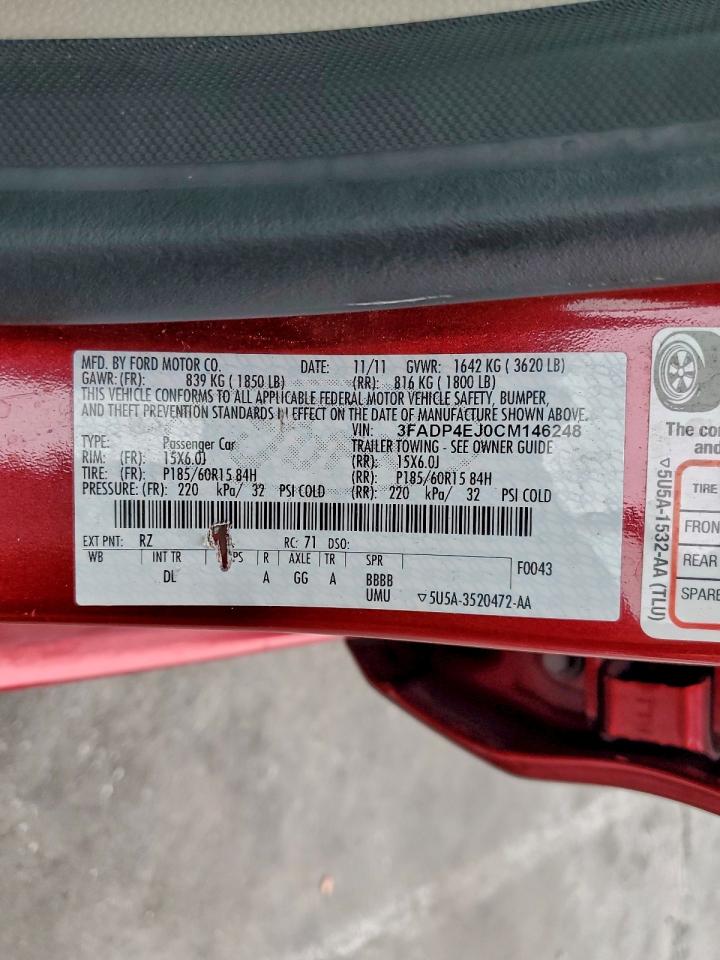 MFD. BY FORD MOTOR CO. DATE: 11/11 GVWR: 1642 KG ( 3620 LB)
GAWR: (FR): 839 KG ( 1850 LB) (RR): 816 KG ( 1800 LB)
THIS VEHICLE CONFORMS TO ALL APPLICABLE FEDERAL MOTOR VEHICLE SAFETY, BUMPER,
AND THEFT PREVENTION STANDARDS IN EFFECT ON THE DATE OF MANUFACTURE SHOWN ABOVE.
VIN: 3FADP4EJ0CM146248
TYPE: Passenger Car TRAILER TOWING - SEE OWNER GUIDE
RIM: (FR): 15X6.0J (RR): 15X6.0J
TIRE: (FR): P185/60R15 84H (RR): P185/60R15 84H
PRESSURE: (FR): 220 kPa/ 32 PSI COLD (RR): 220 kPa/ 32 PSI COLD
EXT PNT: RZ RC: 71 DSO:
WB INT TR PS R AXLE TR SPR F0043
DL A GG A BBBB
UMU ▽5U5A-3520472-AA
The co
and
▽5U5A-1532-AA (TLU)
TIRE
FRON
REAR
SPARE